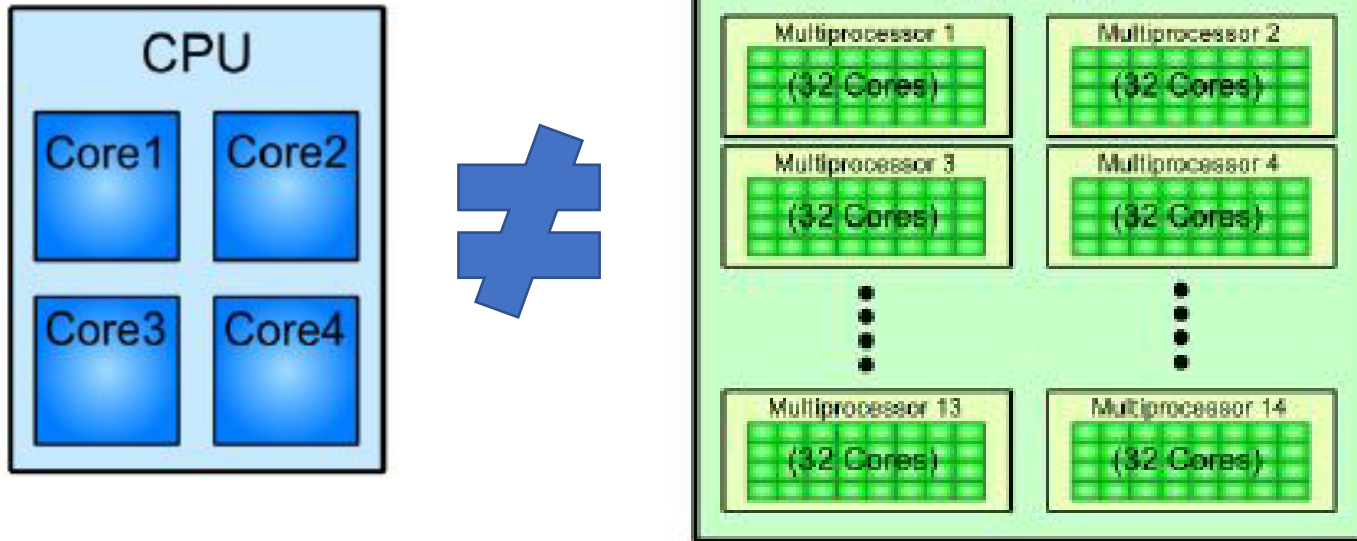 CPU
Core1 Core2
Core3 Core4
≠
Multiprocessor 1
(32 Cores)
Multiprocessor 2
(32 Cores)
Multiprocessor 3
(32 Cores)
Multiprocessor 4
(32 Cores)
Multiprocessor 13
(32 Cores)
Multiprocessor 14
(32 Cores)